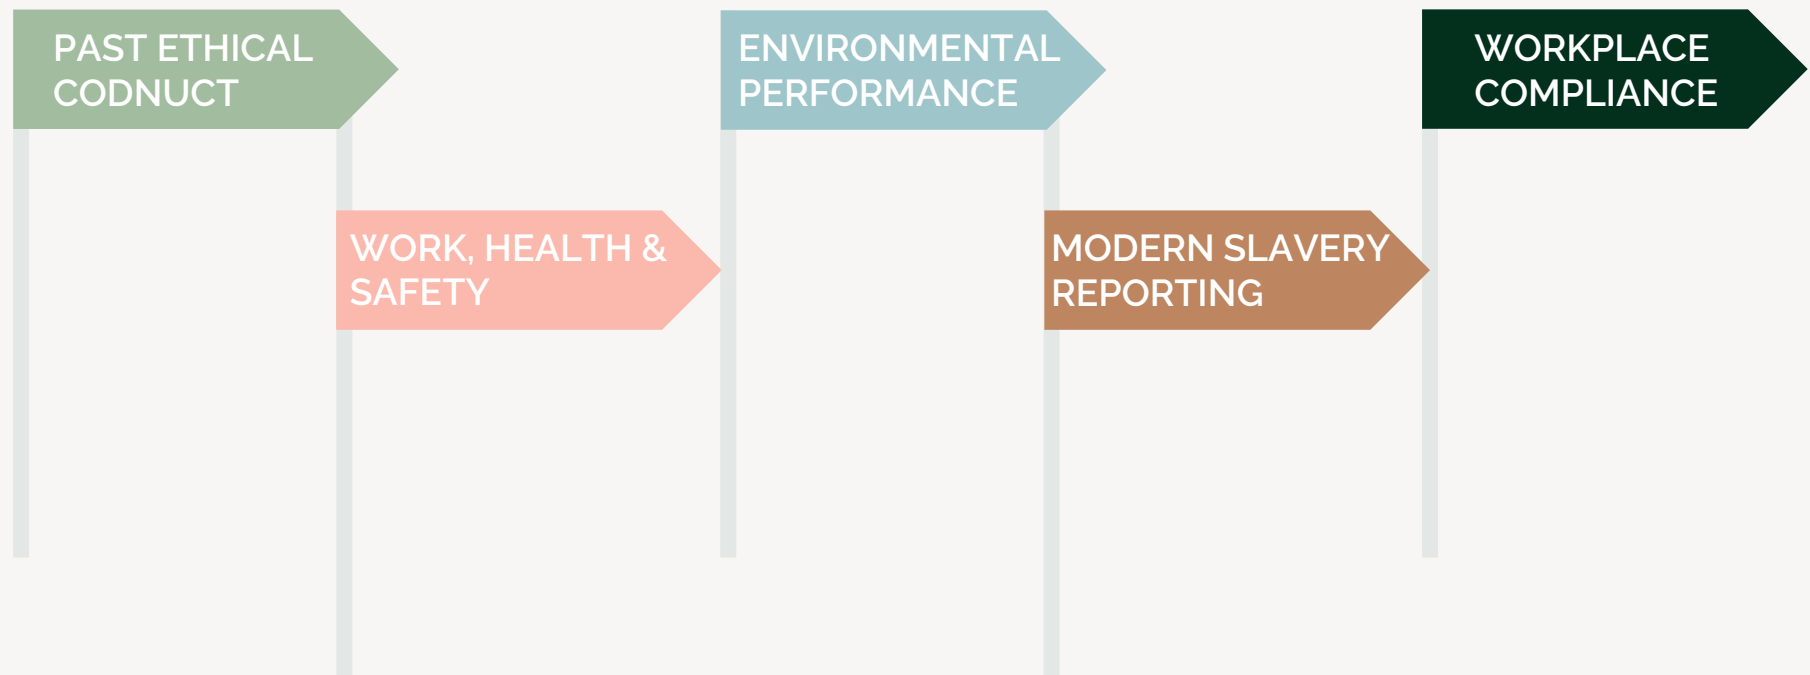 PAST ETHICAL
CODNUCT
WORK, HEALTH &
SAFETY
ENVIRONMENTAL
PERFORMANCE
MODERN SLAVERY
REPORTING
WORKPLACE
COMPLIANCE